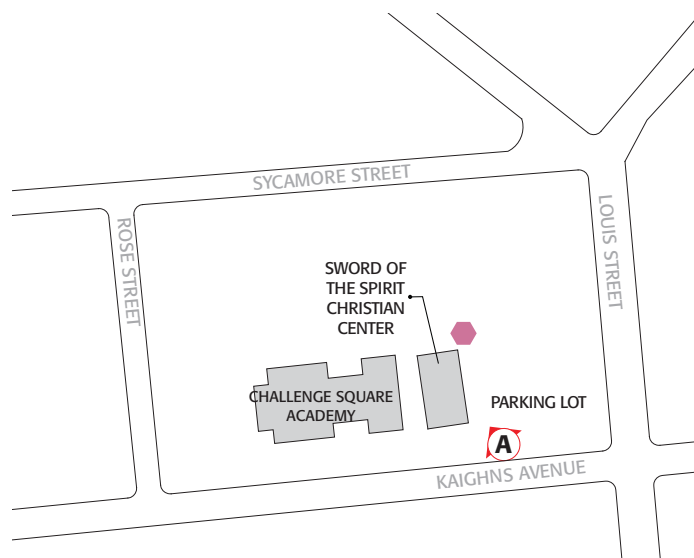 SYCAMORE STREET
ROSE STREET
LOUIS STREET
SWORD OF
THE SPIRIT
CHRISTIAN
CENTER
CHALLENGE SQUARE
ACADEMY
PARKING LOT
A
KAIGHNS AVENUE